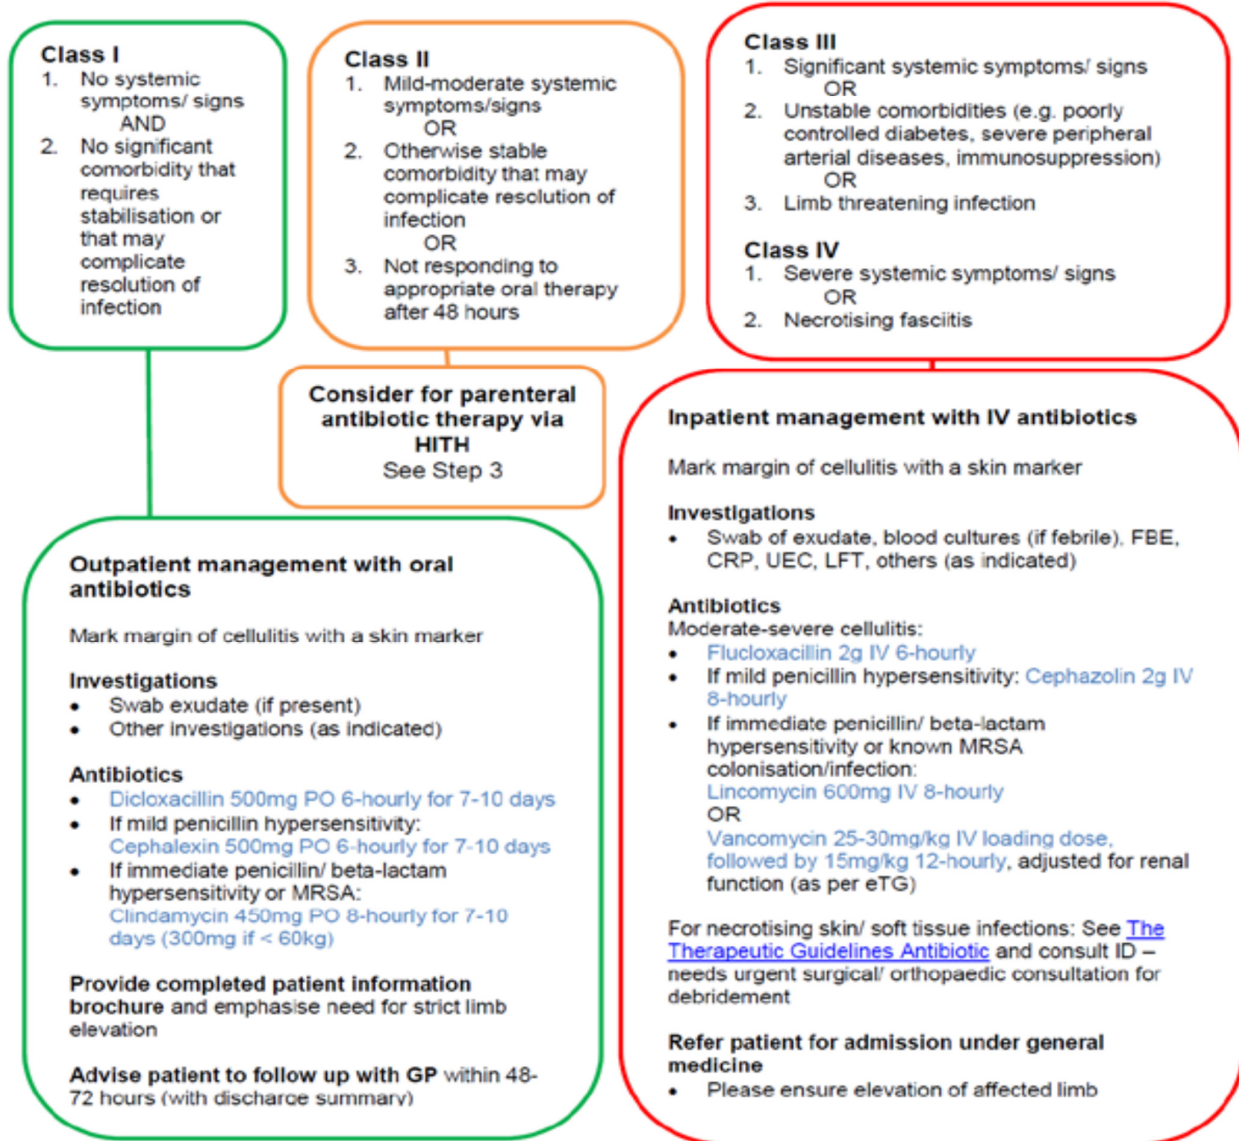 Class I
1. No systemic
symptoms/ signs
AND
2. No significant
comorbidity that
requires
stabilisation or
that may
complicate
resolution of
infection
Class II
1. Mild-moderate systemic
symptoms/signs
OR
2. Otherwise stable
comorbidity that may
complicate resolution of
infection
OR
3. Not responding to
appropriate oral therapy
after 48 hours
Class III
1. Significant systemic symptoms/ signs
OR
2. Unstable comorbidities (e.g. poorly
controlled diabetes, severe peripheral
arterial diseases, immunosuppression)
OR
3. Limb threatening infection
Class IV
1. Severe systemic symptoms/ signs
OR
2. Necrotising fasciitis
Consider for parenteral
antibiotic therapy via
HITH
See Step 3
Outpatient management with oral
antibiotics
Mark margin of cellulitis with a skin marker
Investigations
• Swab exudate (if present)
• Other investigations (as indicated)
Antibiotics
• Dicloxacillin 500mg PO 6-hourly for 7-10 days
• If mild penicillin hypersensitivity:
Cephalexin 500mg PO 6-hourly for 7-10 days
• If immediate penicillin/ beta-lactam
hypersensitivity or MRSA:
Clindamycin 450mg PO 8-hourly for 7-10
days (300mg if < 60kg)
Provide completed patient information
brochure and emphasise need for strict limb
elevation
Advise patient to follow up with GP within 48-
72 hours (with discharge summary)
Inpatient management with IV antibiotics
Mark margin of cellulitis with a skin marker
Investigations
• Swab of exudate, blood cultures (if febrile), FBE,
CRP, UEC, LFT, others (as indicated)
Antibiotics
Moderate-severe cellulitis:
• Flucloxacillin 2g IV 6-hourly
• If mild penicillin hypersensitivity: Cephazolin 2g IV
8-hourly
• If immediate penicillin/ beta-lactam
hypersensitivity or known MRSA
colonisation/infection:
Lincomycin 600mg IV 8-hourly
OR
Vancomycin 25-30mg/kg IV loading dose,
followed by 15mg/kg 12-hourly, adjusted for renal
function (as per eTG)
For necrotising skin/ soft tissue infections: See The
Therapeutic Guidelines Antibiotic and consult ID –
needs urgent surgical/ orthopaedic consultation for
debridement
Refer patient for admission under general
medicine
• Please ensure elevation of affected limb